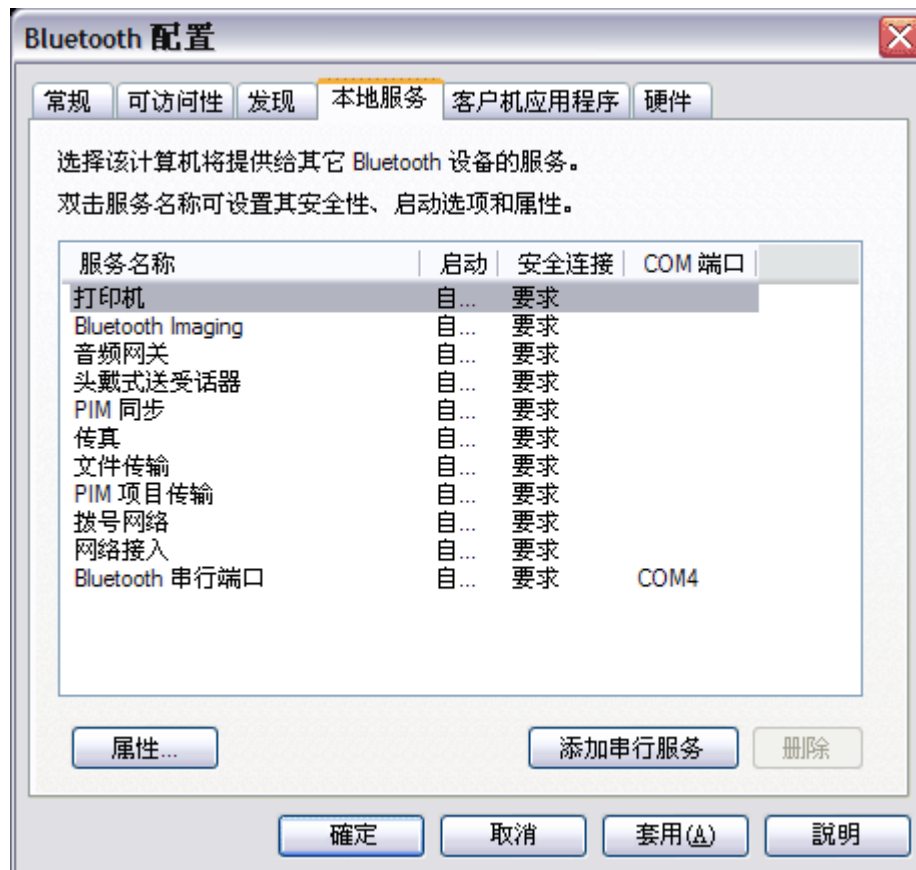 Bluetooth 配置
常规 可访问性 发现 本地服务 客户机应用程序 硬件
选择该计算机将提供给其它 Bluetooth 设备的服务。
双击服务名称可设置其安全性、启动选项和属性。
服务名称 启动 安全连接 COM 端口
打印机 自... 要求
Bluetooth Imaging 自... 要求
音频网关 自... 要求
头戴式送受话器 自... 要求
PIM 同步 自... 要求
传真 自... 要求
文件传输 自... 要求
PIM 项目传输 自... 要求
拨号网络 自... 要求
网络接入 自... 要求
Bluetooth 串行端口 自... 要求 COM4
属性... 添加串行服务 删除
確定 取消 套用(A) 說明